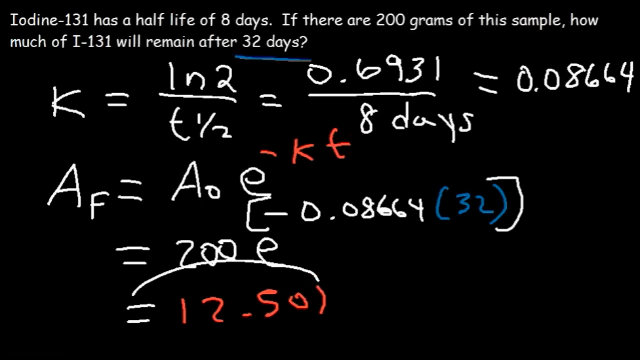 Iodine-131 has a half life of 8 days. If there are 200 grams of this sample, how
much of I-131 will remain after 32 days?
K = ln2 / t½ = 0.6931 / 8 days = 0.08664
A_F = A_0 e^-kt
= 200 e^[-0.08664(32)]
= 12.501